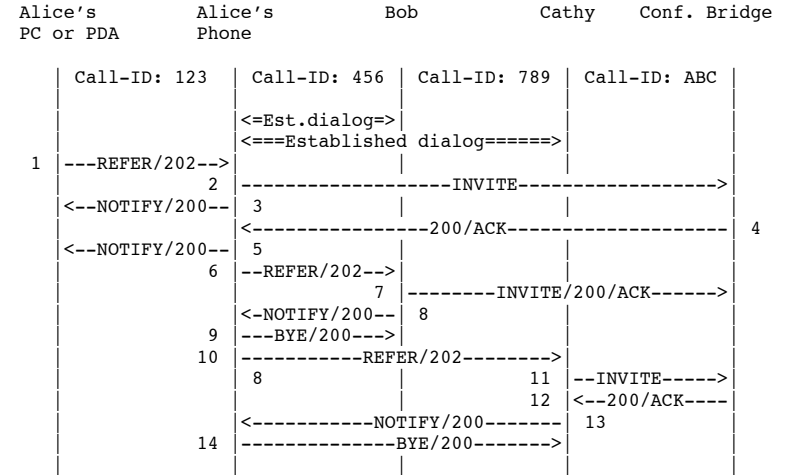 Alice's Alice's Bob Cathy Conf. Bridge
PC or PDA Phone
| Call-ID: 123 | Call-ID: 456 | Call-ID: 789 | Call-ID: ABC |
| | | | |
| |<=Est.dialog=>| | |
| |<===Established dialog======>| |
1 |---REFER/202-->| | | |
| 2 |-------------------INVITE------------------>|
|<--NOTIFY/200--| 3 | | |
| |<----------------200/ACK--------------------| 4
|<--NOTIFY/200--| 5 | | |
| 6 |--REFER/202-->| | |
| | 7 |--------INVITE/200/ACK------>|
| |<-NOTIFY/200--| 8 | |
| 9 |---BYE/200--->| | |
| 10 |-----------REFER/202-------->| |
| | 8 | 11 |--INVITE----->|
| | | 12 |<--200/ACK----|
| |<-----------NOTIFY/200-------| 13 |
| 14 |--------------BYE/200------->| |
| | | | |